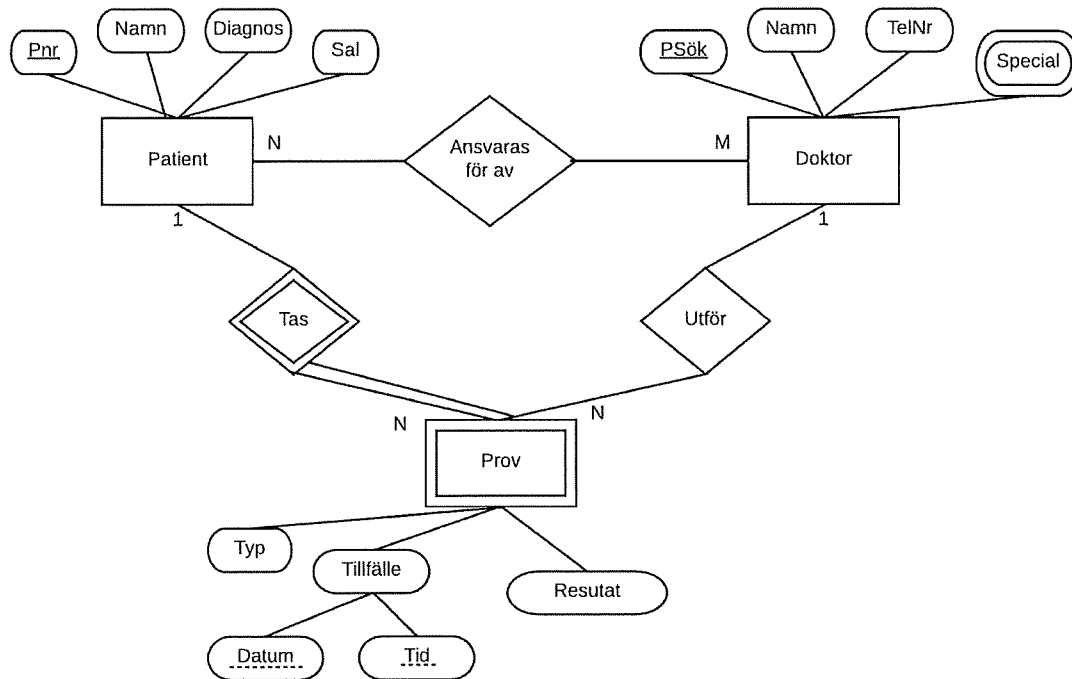 Pnr
Namn
Diagnos
Sal
PSök
Namn
TelNr
Special
Patient
N
Ansvaras
för av
M
Doktor
1
1
Tas
Utför
N
N
Prov
Typ
Tillfälle
Resutat
Datum
Tid